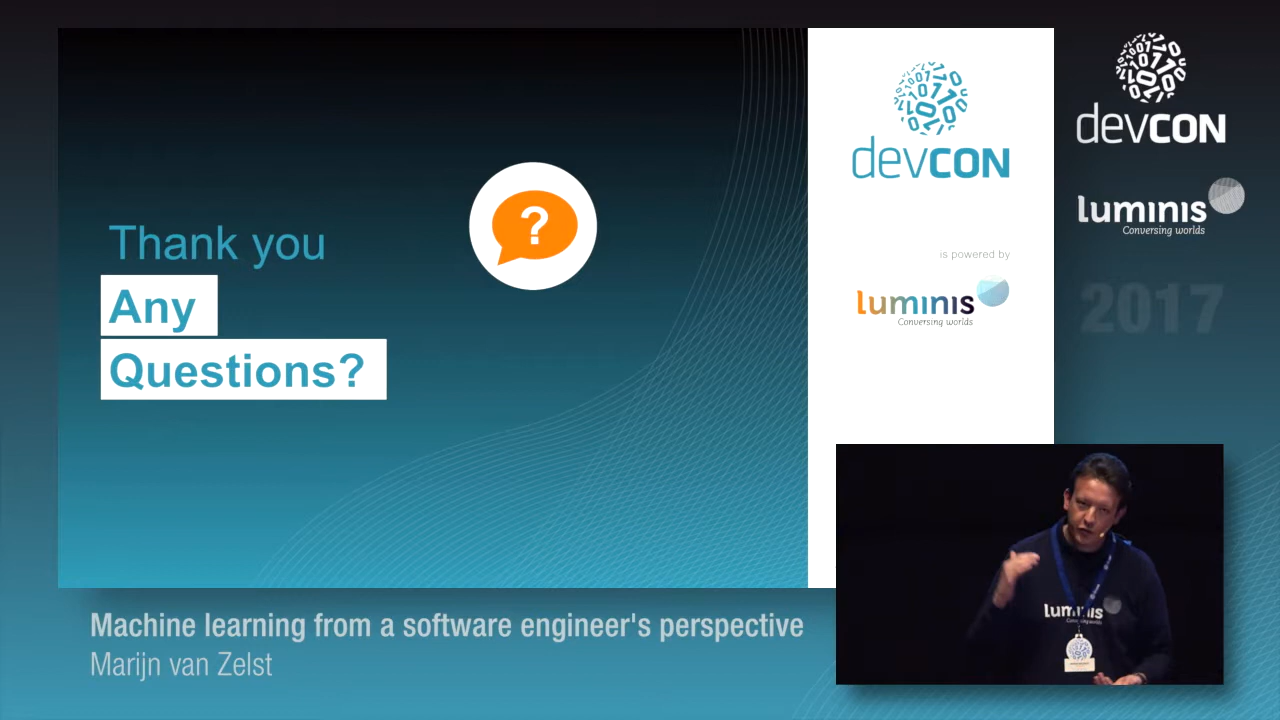 Thank you
Any
Questions?
?
devcon
is powered by
luminis
Conversing worlds
devcon
luminis
Conversing worlds
2017
luminis
Machine learning from a software engineer's perspective
Marijn van Zelst